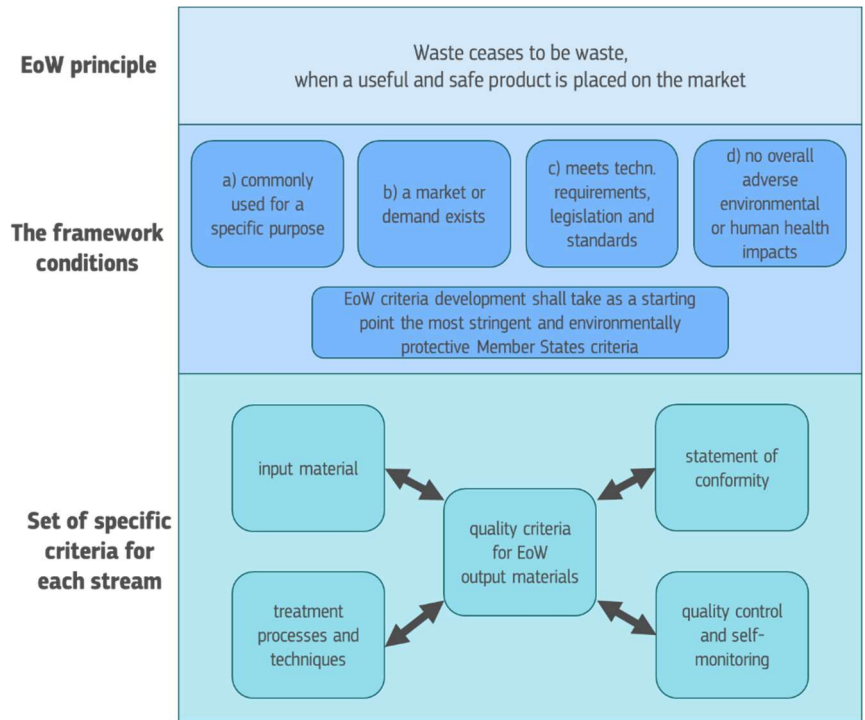 EoW principle
Waste ceases to be waste,
when a useful and safe product is placed on the market
The framework
conditions
a) commonly
used for a
specific purpose
b) a market or
demand exists
c) meets techn.
requirements,
legislation and
standards
d) no overall
adverse
environmental
or human health
impacts
EoW criteria development shall take as a starting
point the most stringent and environmentally
protective Member States criteria
Set of specific
criteria for
each stream
input material
statement of
conformity
quality criteria
for EoW
output materials
treatment
processes and
techniques
quality control
and self-
monitoring